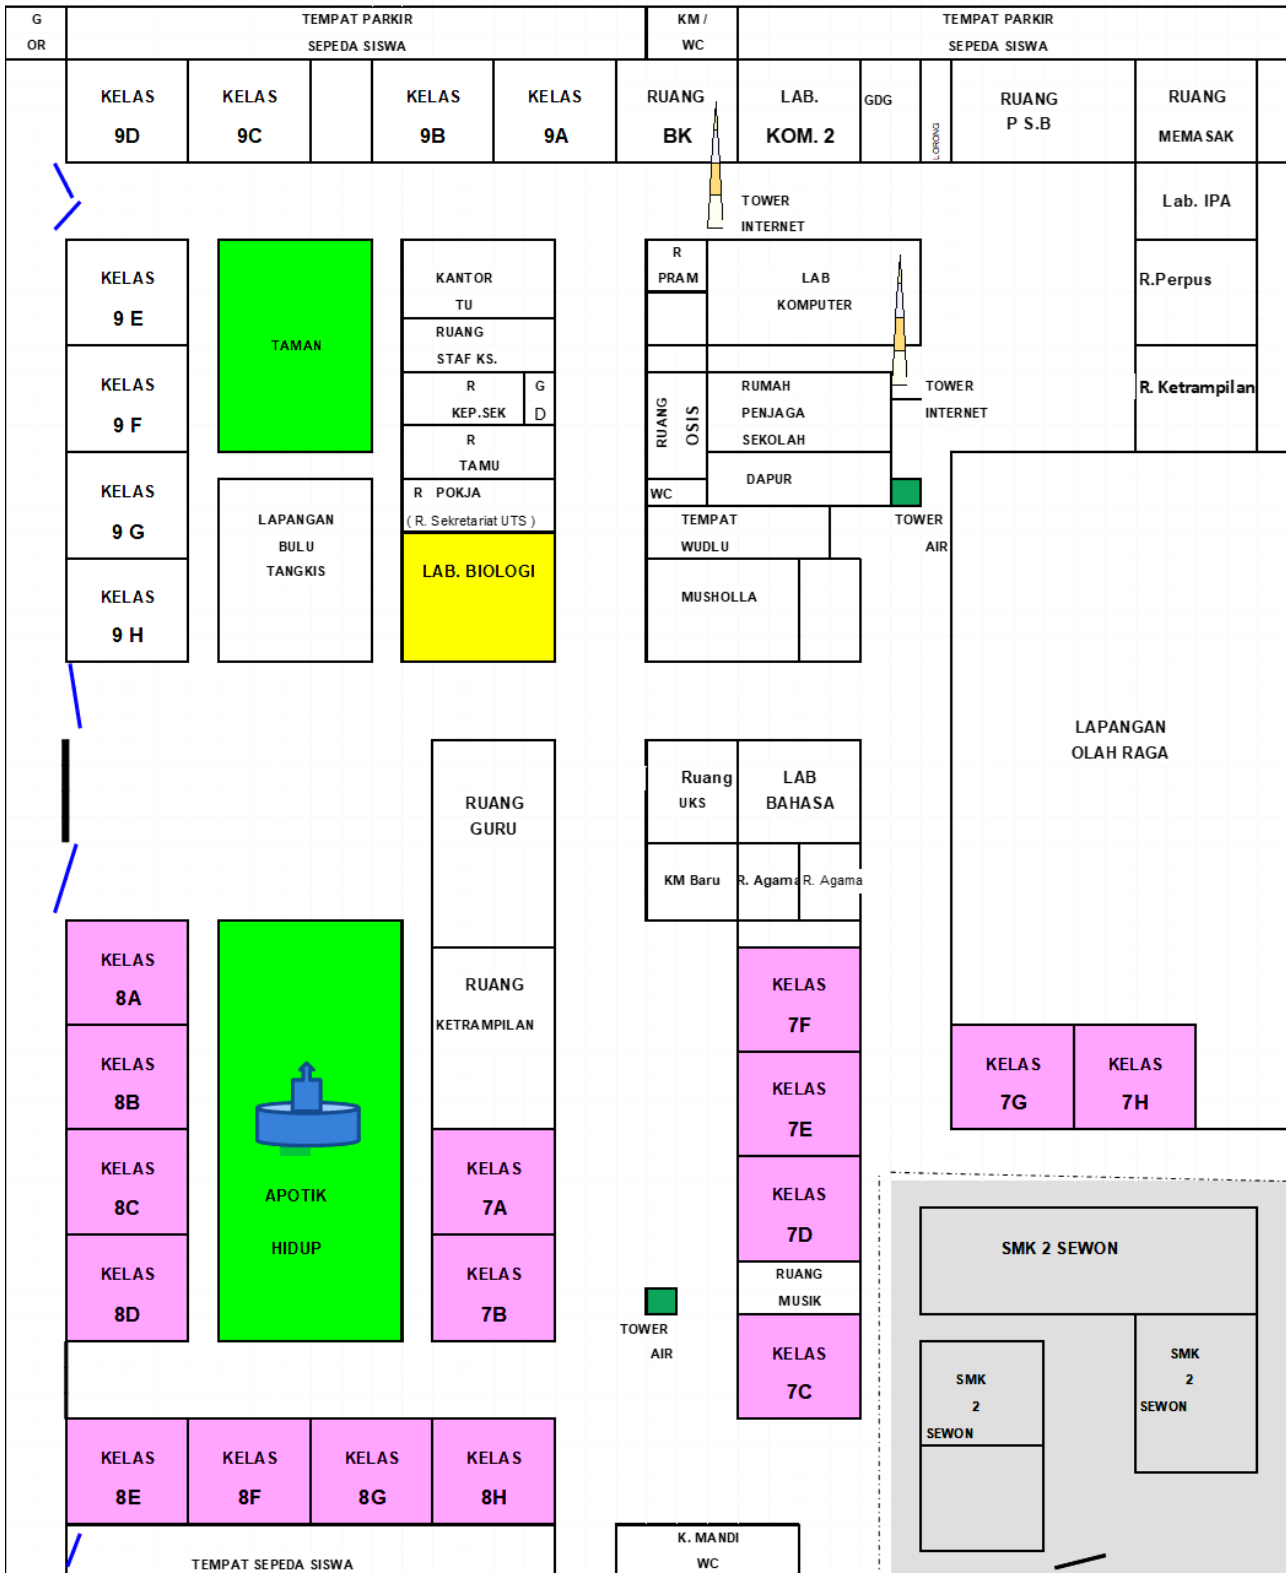 G
OR
TEMPAT PARKIR
SEPEDA SISWA
KM /
WC
TEMPAT PARKIR
SEPEDA SISWA
KELAS
9D
KELAS
9C
KELAS
9B
KELAS
9A
RUANG
BK
LAB.
KOM. 2
GDG
LORONG
RUANG
P S.B
RUANG
MEMASAK
TOWER
INTERNET
Lab. IPA
KELAS
9 E
TAMAN
KANTOR
TU
R
PRAM
LAB
KOMPUTER
R.Perpus
RUANG
STAF KS.
KELAS
9 F
R
KEP.SEK
G
D
RUANG
OSIS
RUMAH
PENJAGA
SEKOLAH
TOWER
INTERNET
R. Ketrampilan
R
TAMU
DAPUR
KELAS
9 G
LAPANGAN
BULU
TANGKIS
R POKJA
( R. Sekretariat UTS )
WC
TEMPAT
WUDLU
TOWER
AIR
LAB. BIOLOGI
KELAS
9 H
MUSHOLLA
LAPANGAN
OLAH RAGA
RUANG
GURU
Ruang
UKS
LAB
BAHASA
KM Baru
R. Agama
R. Agama
KELAS
8A
RUANG
KETRAMPILAN
KELAS
7F
KELAS
8B
KELAS
7E
KELAS
7G
KELAS
7H
KELAS
8C
APOTIK
HIDUP
KELAS
7A
KELAS
7D
KELAS
8D
KELAS
7B
RUANG
MUSIK
SMK 2 SEWON
TOWER
AIR
KELAS
7C
SMK
2
SEWON
SMK
2
SEWON
KELAS
8E
KELAS
8F
KELAS
8G
KELAS
8H
TEMPAT SEPEDA SISWA
K. MANDI
WC